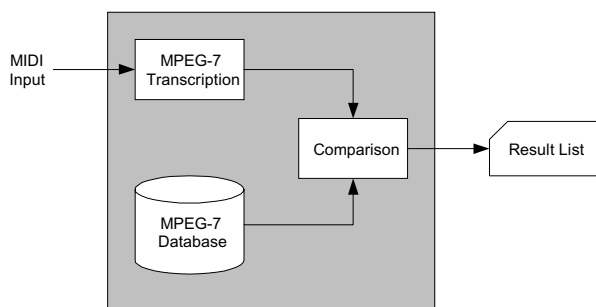 MIDI
Input
MPEG-7
Transcription
Comparison
Result List
MPEG-7
Database